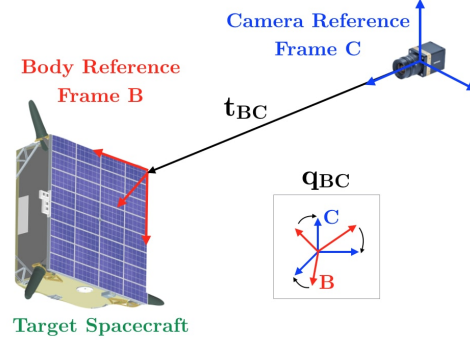 Camera Reference
Frame C
Body Reference
Frame B
t_BC
q_BC
C
B
Target Spacecraft